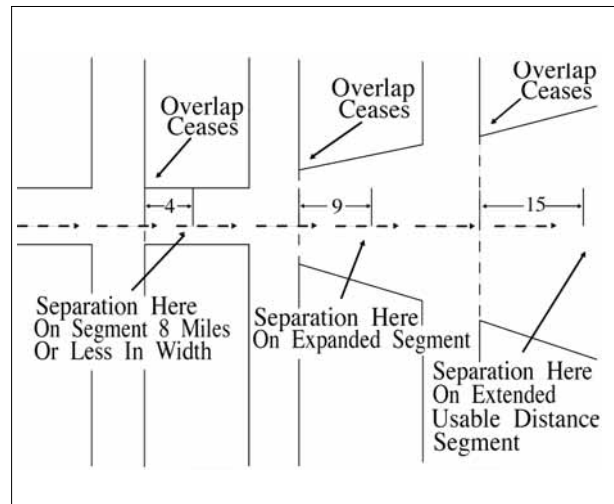 Overlap
Ceases
Overlap
Ceases
Overlap
Ceases
4
9
15
Separation Here
On Segment 8 Miles
Or Less In Width
Separation Here
On Expanded Segment
Separation Here
On Extended
Usable Distance
Segment